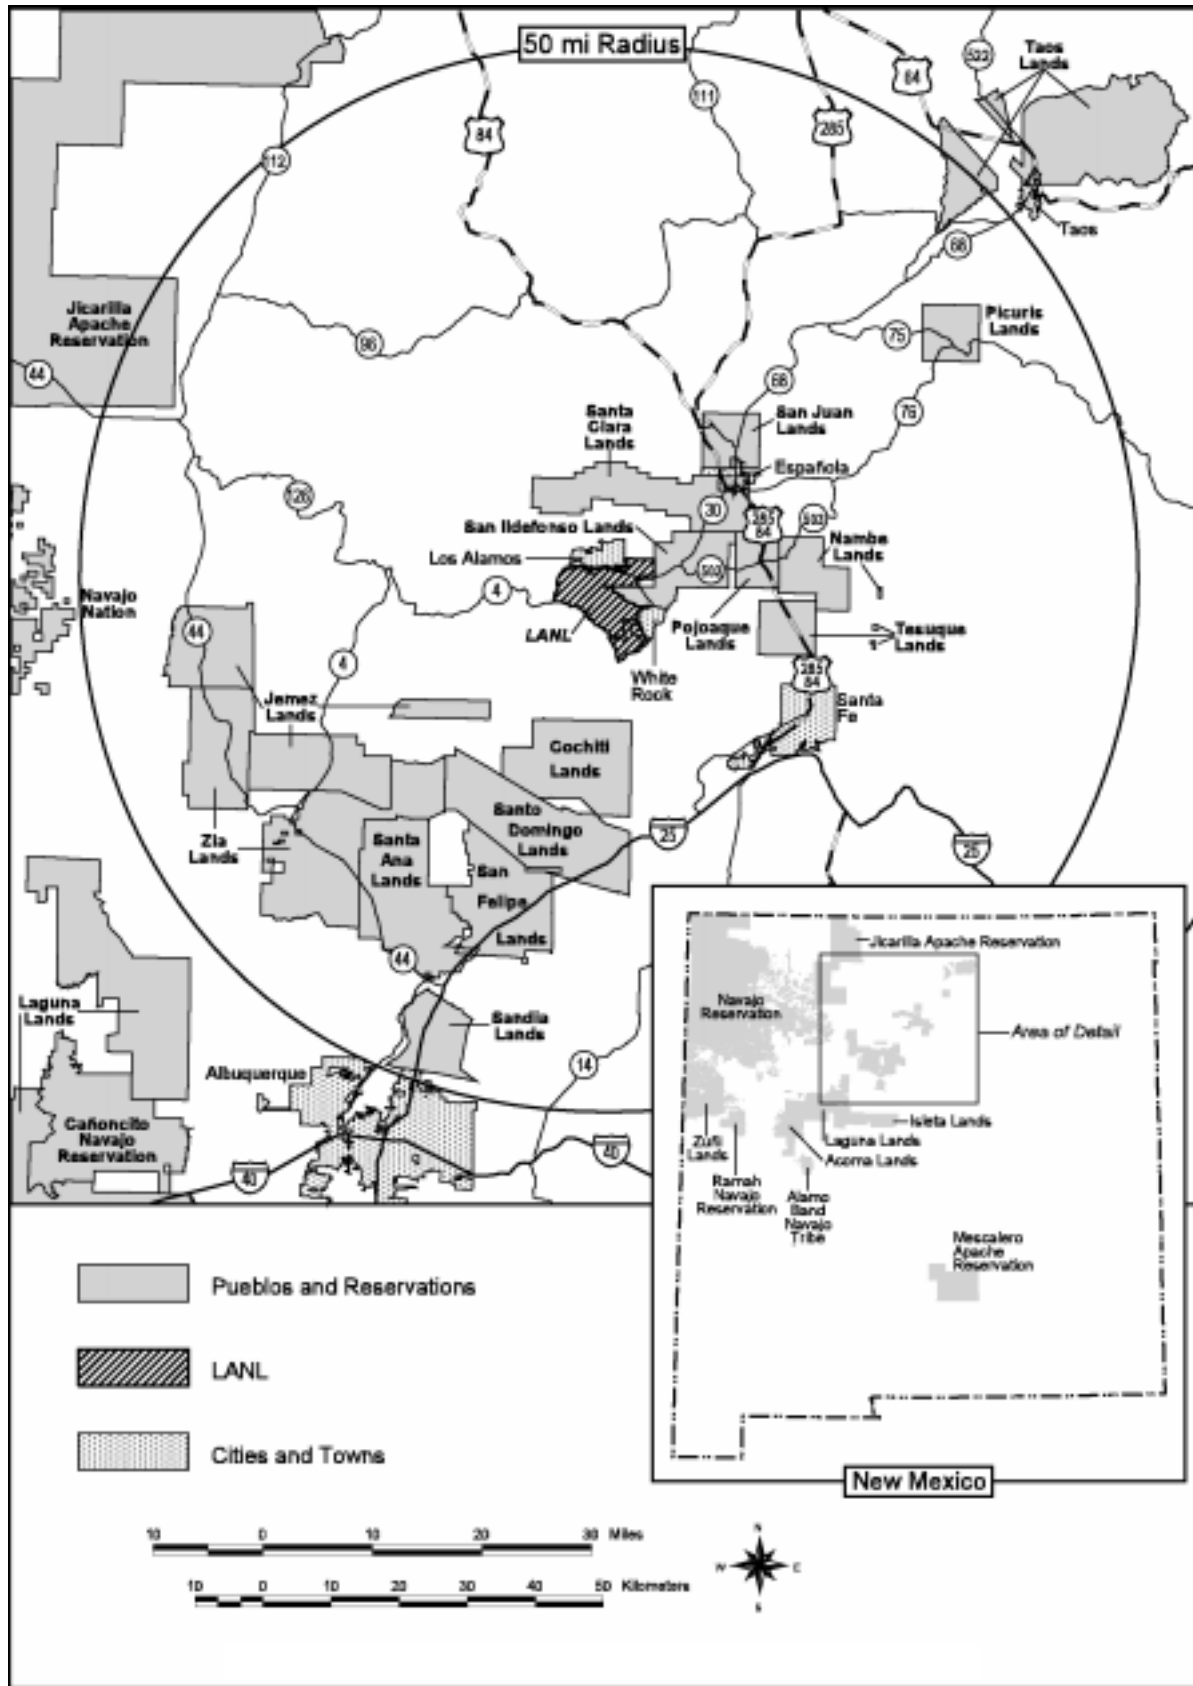 50 mi Radius
Taos
Lands
522
64
111
84
285
112
Taos
68
Jicarilla
Apache
Reservation
Picuris
Lands
75
96
44
68
76
Santa
Clara
Lands
San Juan
Lands
Española
126
30
San Ildefonso Lands
285
84
503
Nambe
Lands
Los Alamos
502
4
Navajo
Nation
44
LANL
Pojoaque
Lands
Tesuque
Lands
4
White
Rock
285
84
Santa
Fe
Jemez
Lands
Cochiti
Lands
Santo
Domingo
Lands
25
25
Zia
Lands
Santa
Ana
Lands
San
Felipe
Lands
44
Laguna
Lands
Sandia
Lands
14
Albuquerque
Cañoncito
Navajo
Reservation
40
40
Jicarilla Apache Reservation
Navajo
Reservation
Area of Detail
Isleta Lands
Zuñi
Lands
Laguna Lands
Acoma Lands
Ramah
Navajo
Reservation
Alamo
Band
Navajo
Tribe
Mescalero
Apache
Reservation
New Mexico
Pueblos and Reservations
LANL
Cities and Towns
10 0 10 20 30 Miles
10 0 10 20 30 40 50 Kilometers
N
W E
S